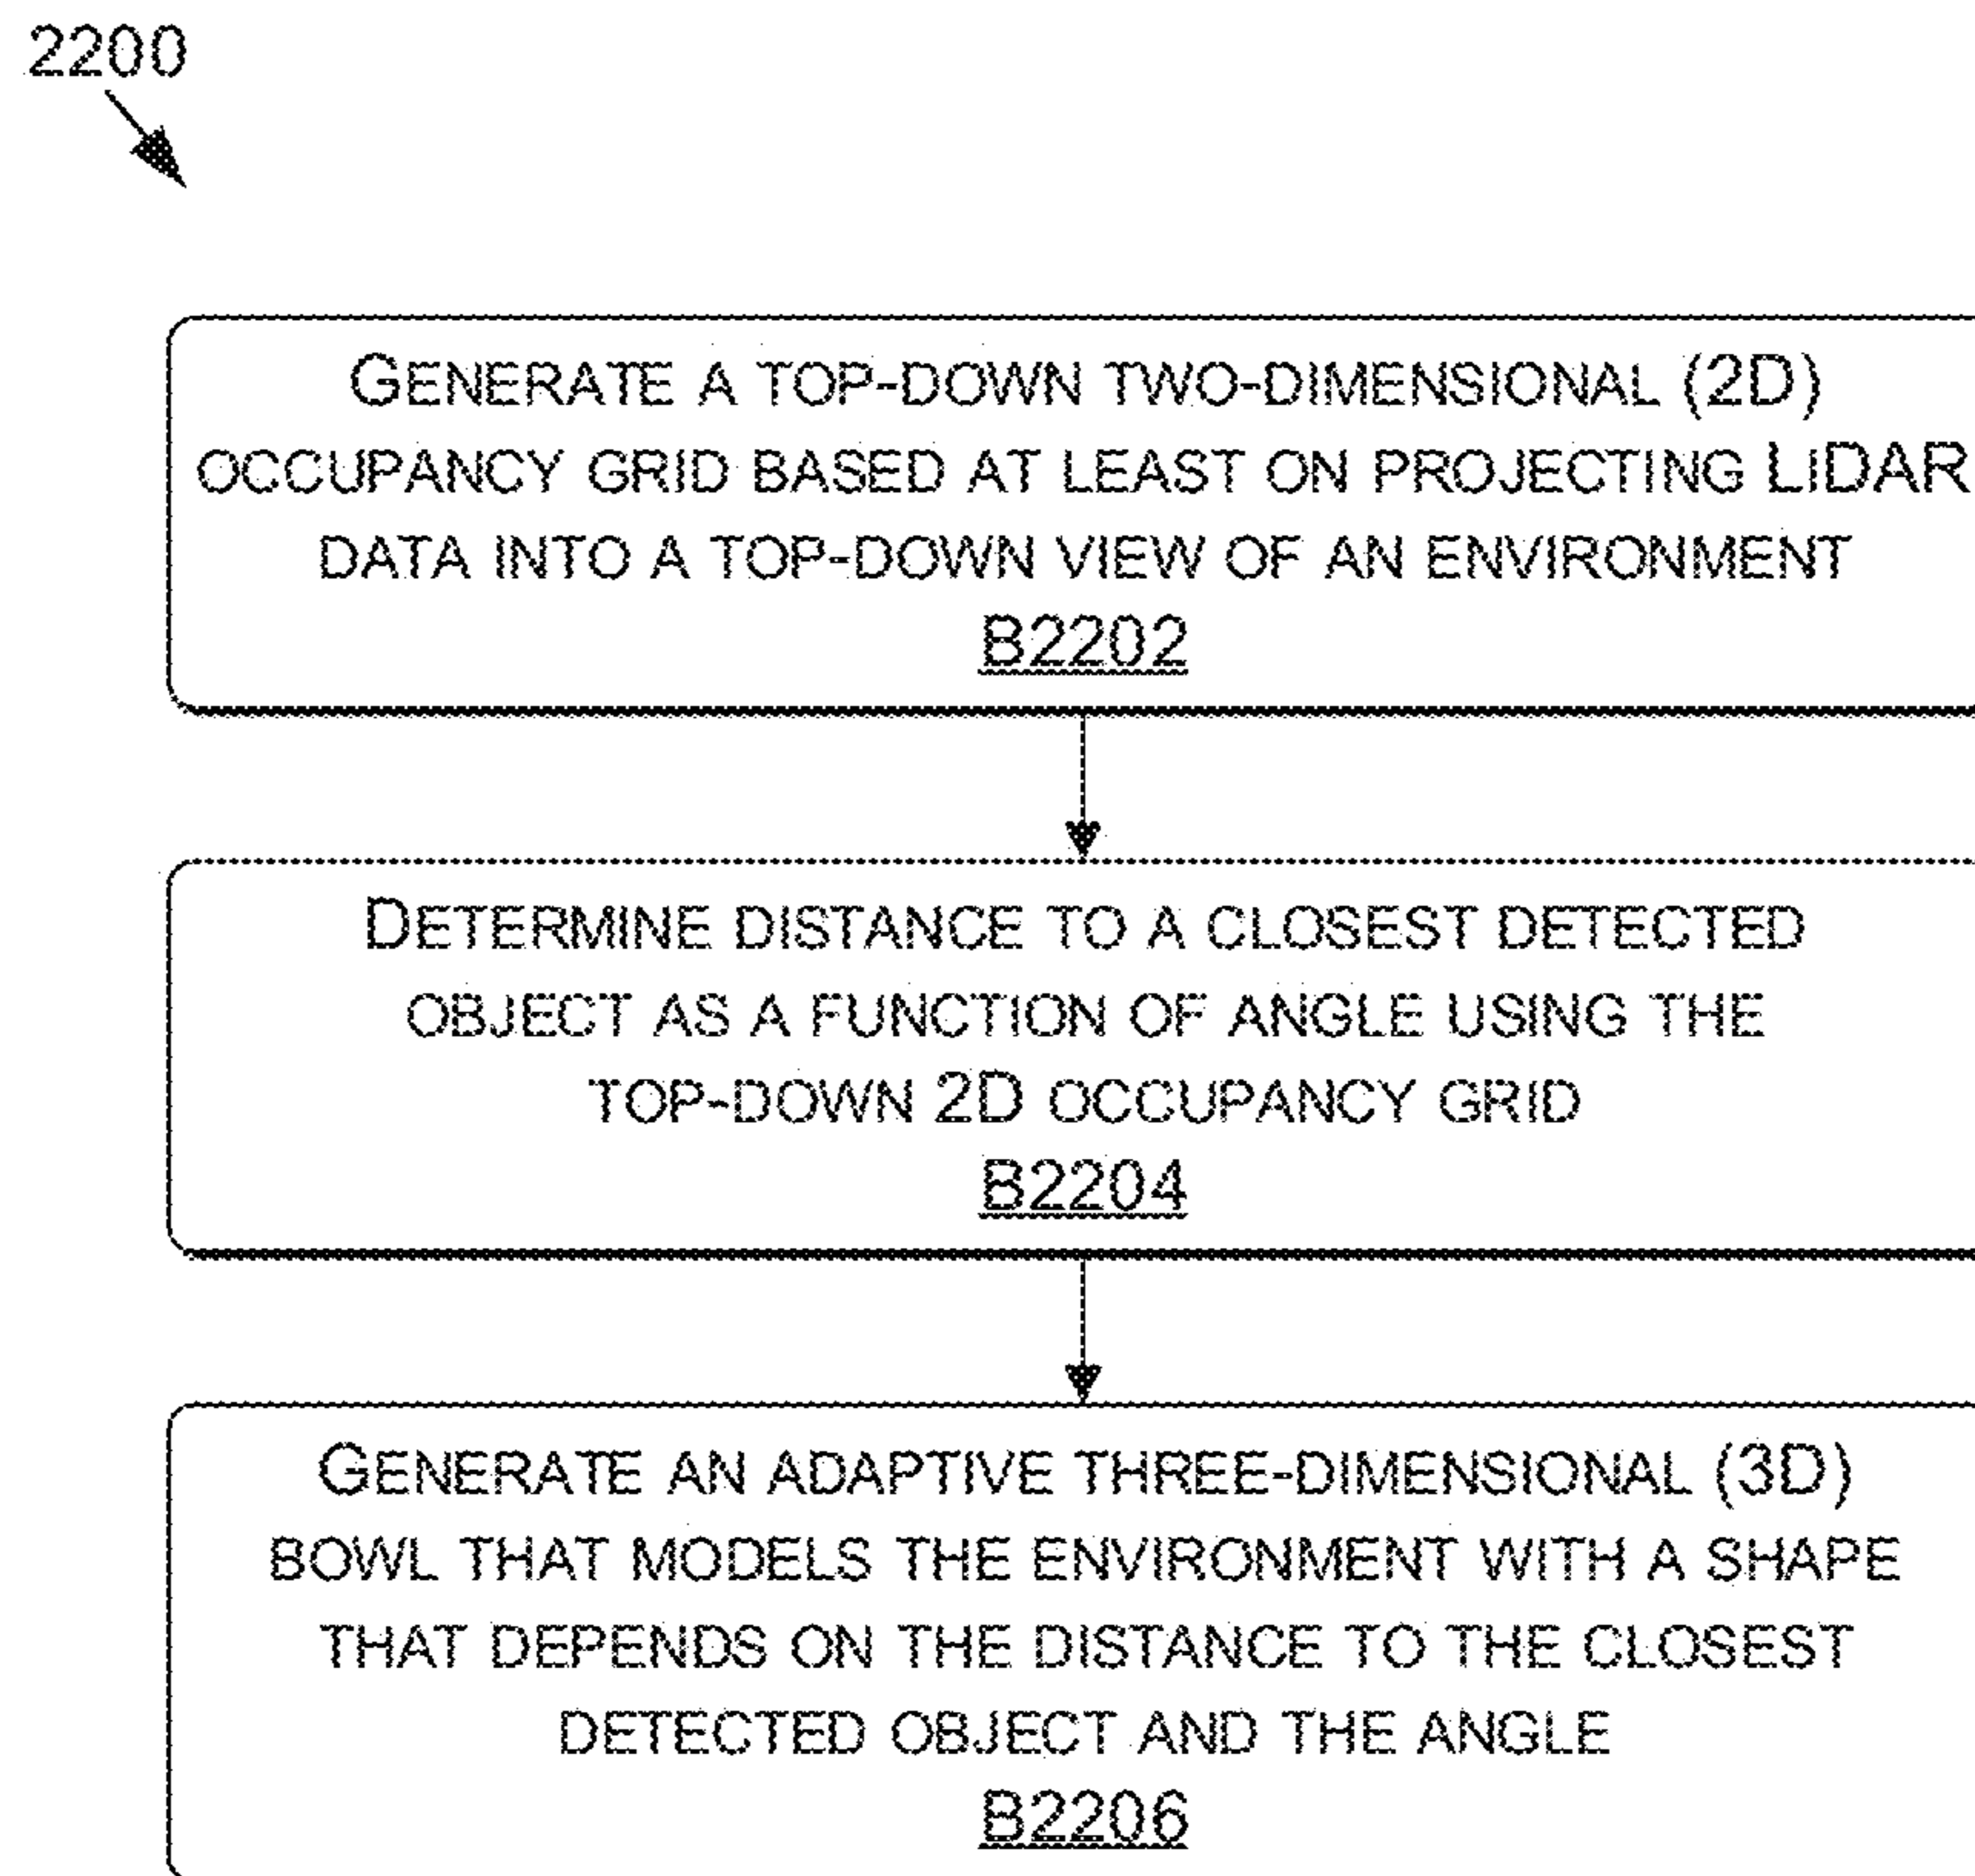 2200
GENERATE A TOP-DOWN TWO-DIMENSIONAL (2D)
OCCUPANCY GRID BASED AT LEAST ON PROJECTING LIDAR
DATA INTO A TOP-DOWN VIEW OF AN ENVIRONMENT
B2202
DETERMINE DISTANCE TO A CLOSEST DETECTED
OBJECT AS A FUNCTION OF ANGLE USING THE
TOP-DOWN 2D OCCUPANCY GRID
B2204
GENERATE AN ADAPTIVE THREE-DIMENSIONAL (3D)
BOWL THAT MODELS THE ENVIRONMENT WITH A SHAPE
THAT DEPENDS ON THE DISTANCE TO THE CLOSEST
DETECTED OBJECT AND THE ANGLE
B2206